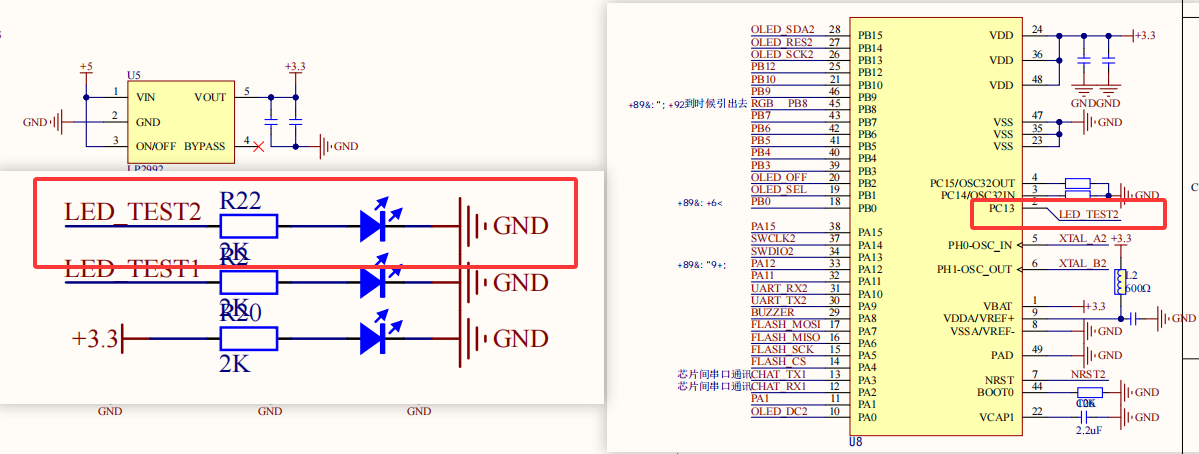 +5
U5
+3.3
1 VIN VOUT 5
GND 2 GND
3 ON/OFF BYPASS 4
GND
LP2992
LED_TEST2 R22 GND
2K
LED_TEST1 R2 GND
2K
+3.3 R20 GND
2K
GND GND GND
OLED_SDA2 28 PB15
OLED_RES2 27 PB14
OLED_SCK2 26 PB13
PB12 25 PB12
PB10 21 PB10
PB9 46 PB9
+89&:"; +92到时候引出去 RGB PB8 45 PB8
PB7 43 PB7
PB6 42 PB6
PB5 41 PB5
PB4 40 PB4
PB3 39 PB3
OLED_OFF 20 PB2
OLED_SEL 19 PB1
+89&: +6< PB0 18 PB0
PA15 38 PA15
SWCLK2 37 PA14
SWDIO2 34 PA13
+89&:"9+; PA12 33 PA12
PA11 32 PA11
UART_RX2 31 PA10
UART_TX2 30 PA9
BUZZER 29 PA8
FLASH_MOSI 17 PA7
FLASH_MISO 16 PA6
FLASH_SCK 15 PA5
FLASH_CS 14 PA4
芯片间串口通讯 CHAT_TX1 13 PA3
芯片间串口通讯 CHAT_RX1 12 PA2
PA1 11 PA1
OLED_DC2 10 PA0
U8
VDD 24 +3.3
VDD 36
VDD 48
GND GND
VSS 47 GND
VSS 35
VSS 23
PC15/OSC32OUT 4
PC14/OSC32IN 3 GND
PC13 2 LED_TEST2
PH0-OSC_IN 5 XTAL_A2 +3.3
PH1-OSC_OUT 6 XTAL_B2
L2
600Ω
VBAT 1 +3.3
VDDA/VREF+ 9 GND
VSSA/VREF- 8 GND
PAD 49 GND
NRST 7 NRST2
BOOT0 44 GND
VCAP1 22 GND
2.2uF
C